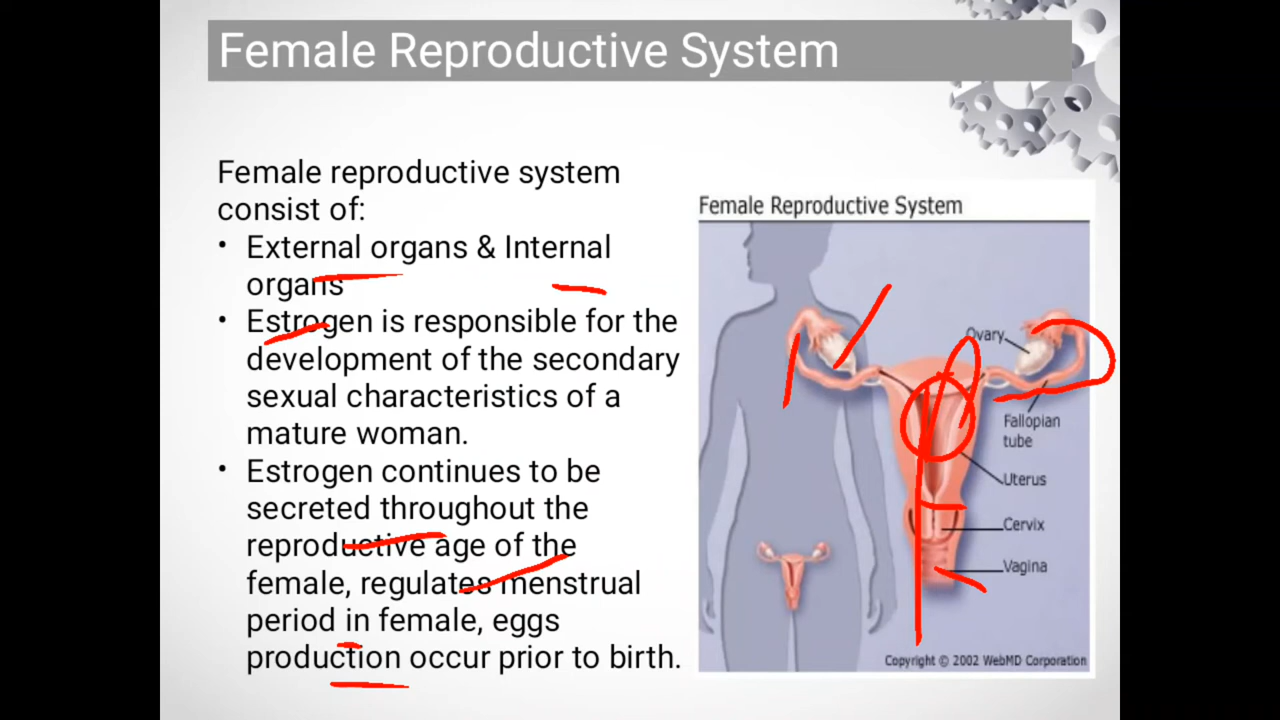 Female Reproductive System
Female reproductive system
consist of:
• External organs & Internal
organs
• Estrogen is responsible for the
development of the secondary
sexual characteristics of a
mature woman.
• Estrogen continues to be
secreted throughout the
reproductive age of the
female, regulates menstrual
period in female, eggs
production occur prior to birth.
Female Reproductive System
Ovary
Fallopian
tube
Uterus
Cervix
Vagina
Copyright © 2002 WebMD Corporation